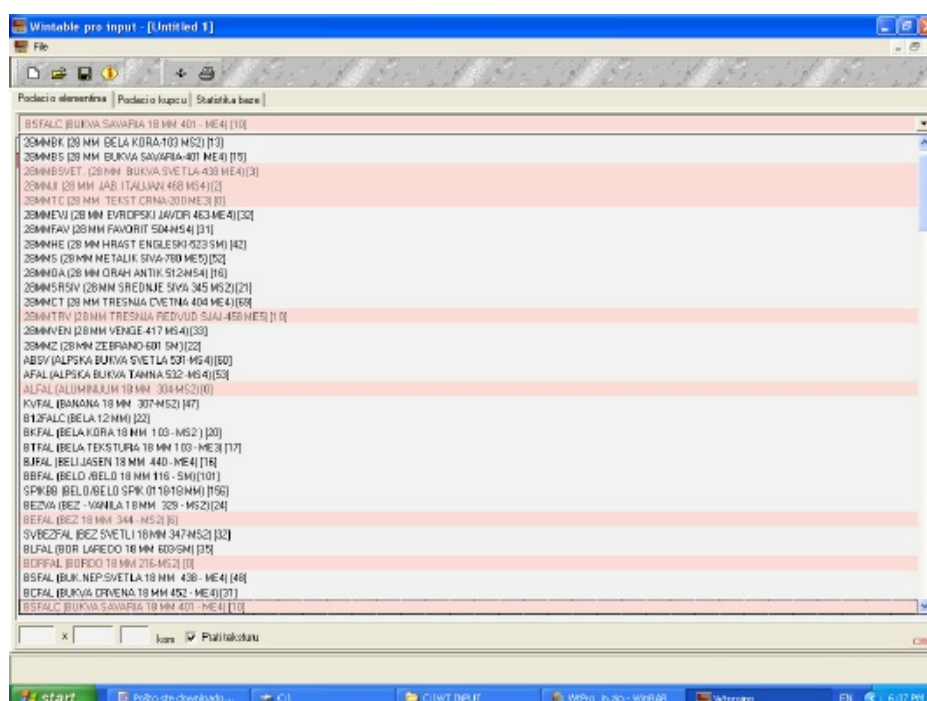 Wintable pro input - [Untitled 1]
File
Podaci o elementima Podaci o kupcu Statistika baze
BSFALC (BUKVA SAVARIA 18 MM 401 - ME4) [10]
28MMBK (28 MM BELA KORA-103 MS2) [13]
28MMBS (28 MM BUKVA SAVARIA-401 ME4) [15]
28MMBSVET. (28 MM BUKVA SVETLA-438 ME4) [3]
28MMJI (28 MM JAB. ITALIJAN. 468 MS4) [2]
28MMTC (28 MM TEKST.CRNA-200 ME3) [0]
28MMEVJ (28 MM EVROPSKI JAVOR 463-ME4) [32]
28MMFAV (28 MM FAVORIT 504-MS4) [31]
28MMHE (28 MM HRAST ENGLESKI-523 SM) [42]
28MMS (28 MM METALIK SIVA-780 ME5) [52]
28MMOA (28 MM ORAH ANTIK 512-MS4) [16]
28MMSRSIV (28 MM SREDNJE SIVA 345 MS2) [21]
28MMCT (28 MM TRESNJA CVETNA 404 ME4) [69]
28MMTRV (28 MM TRESNJA REDVUD SJAJ-458 ME5) [10]
28MMVEN (28 MM VENGE-417 MS4) [33]
28MMZ (28 MM ZEBRANO-601 SM) [22]
ABSV (ALPSKA BUKVA SVETLA 531-MS4) [60]
AFAL (ALPSKA BUKVA TAMNA 532-MS4) [53]
ALFAL (ALUMINIJUM 18 MM 304-MS2) [0]
KVFAL (BANANA 18 MM 307-MS2) [47]
B12FALC (BELA 12 MM) [22]
BKFAL (BELA KORA 18 MM 103 - MS2 ) [20]
BTFAL (BELA TEKSTURA 18 MM 103 - ME3) [17]
BJFAL (BELI JASEN 18 MM 440 - ME4) [16]
BBFAL (BELO /BELO 18 MM 116 - SM) [101]
SPIKBB (BELO/BELO SPIK 0118-18 MM) [156]
BEZVA (BEZ - VANILA 18 MM 329 - MS2) [24]
BEFAL (BEZ 18 MM 344 - MS2) [6]
SVBEZFAL (BEZ SVETLI 18 MM 347-MS2) [32]
BLFAL (BOR LAREDO 18 MM 603-SM) [35]
BORFAL (BORDO 18 MM 216-MS2) [0]
BSFAL (BUK.NEP.SVETLA 18 MM 438 - ME4) [48]
BCFAL (BUKVA CRVENA 18 MM 452 - ME4) [31]
BSFALC (BUKVA SAVARIA 18 MM 401 - ME4) [10]
x kom Prati teksturu
start Pošto ste downloado... C:\ C:\WT INPUT WtPro_in.zip - WinRAR EN 6:07 PM